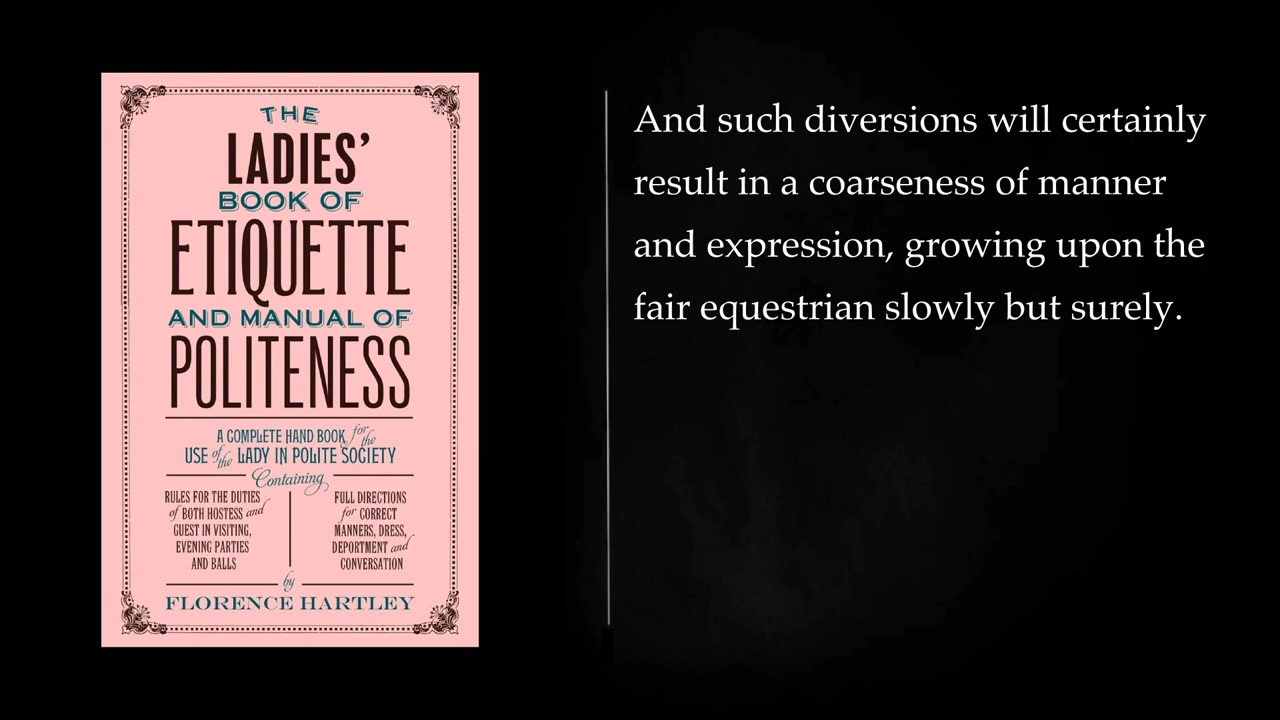 THE
LADIES'
BOOK OF
ETIQUETTE
AND MANUAL OF
POLITENESS
A COMPLETE HAND BOOK for the
USE of the LADY IN POLITE SOCIETY
Containing
RULES FOR THE DUTIES
of BOTH HOSTESS and
GUEST IN VISITING,
EVENING PARTIES
AND BALLS
FULL DIRECTIONS
for CORRECT
MANNERS, DRESS,
DEPORTMENT and
CONVERSATION
by
FLORENCE HARTLEY
And such diversions will certainly
result in a coarseness of manner
and expression, growing upon the
fair equestrian slowly but surely.